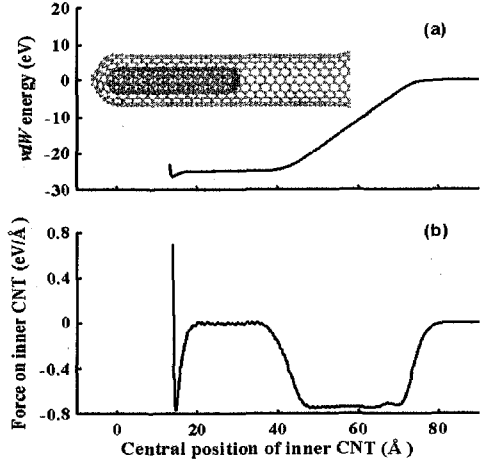 20
10
0
-10
-20
-30
vdW energy (eV)
(a)
0.8
0.4
0
-0.4
-0.8
Force on inner CNT (eV/Å)
(b)
0 20 40 60 80
Central position of inner CNT (Å)